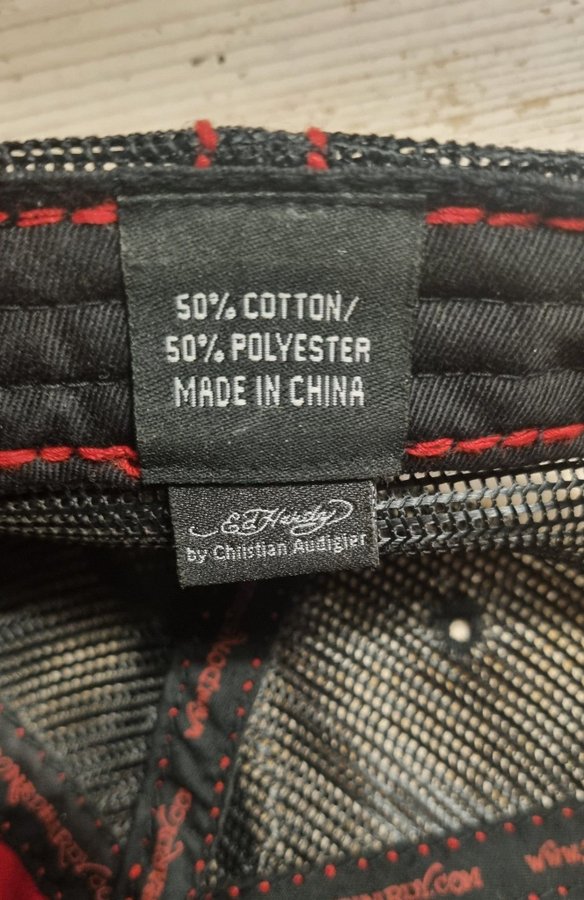 50% COTTON/
50% POLYESTER
MADE IN CHINA
Ed Hardy
by Christian Audigier